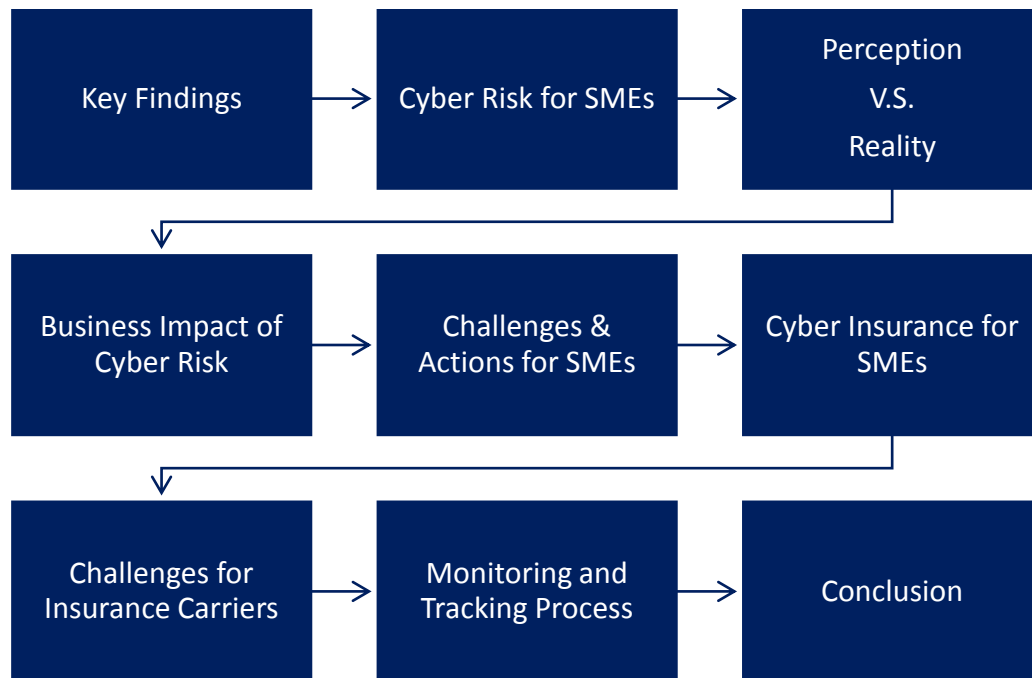 Key Findings
Cyber Risk for SMEs
Perception
V.S.
Reality
Business Impact of
Cyber Risk
Challenges &
Actions for SMEs
Cyber Insurance for
SMEs
Challenges for
Insurance Carriers
Monitoring and
Tracking Process
Conclusion